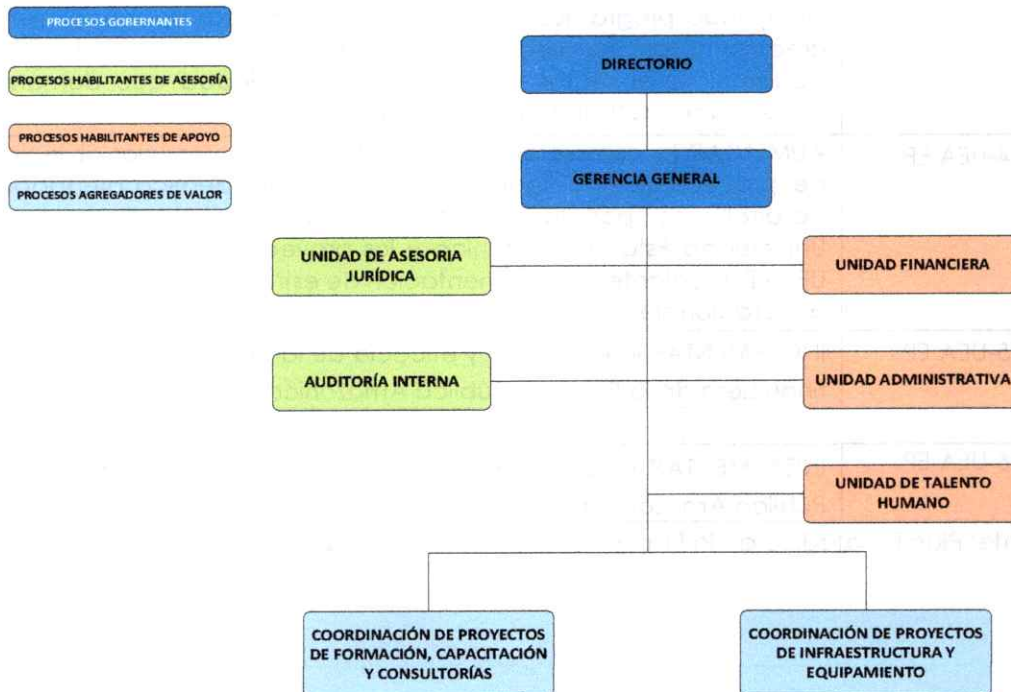 PROCESOS GOBERNANTES
PROCESOS HABILITANTES DE ASESORÍA
PROCESOS HABILITANTES DE APOYO
PROCESOS AGREGADORES DE VALOR
DIRECTORIO
GERENCIA GENERAL
UNIDAD DE ASESORIA
JURÍDICA
UNIDAD FINANCIERA
AUDITORÍA INTERNA
UNIDAD ADMINISTRATIVA
UNIDAD DE TALENTO
HUMANO
COORDINACIÓN DE PROYECTOS
DE FORMACIÓN, CAPACITACIÓN
Y CONSULTORÍAS
COORDINACIÓN DE PROYECTOS
DE INFRAESTRUCTURA Y
EQUIPAMIENTO